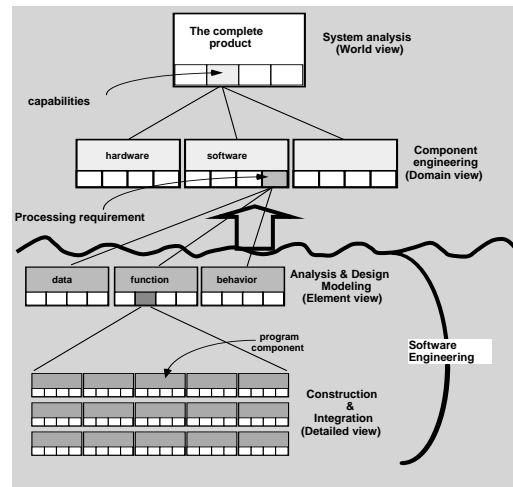 The complete
product
System analysis
(World view)
capabilities
hardware
software
Component
engineering
(Domain view)
Processing requirement
data
function
behavior
Analysis & Design
Modeling
(Element view)
program
component
Software
Engineering
Construction
&
Integration
(Detailed view)